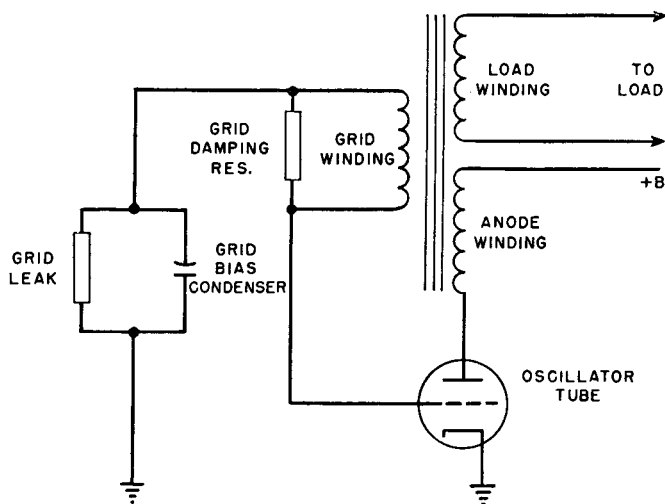 LOAD
WINDING
TO
LOAD
GRID
DAMPING
RES.
GRID
WINDING
+B
ANODE
WINDING
GRID
LEAK
GRID
BIAS
CONDENSER
OSCILLATOR
TUBE